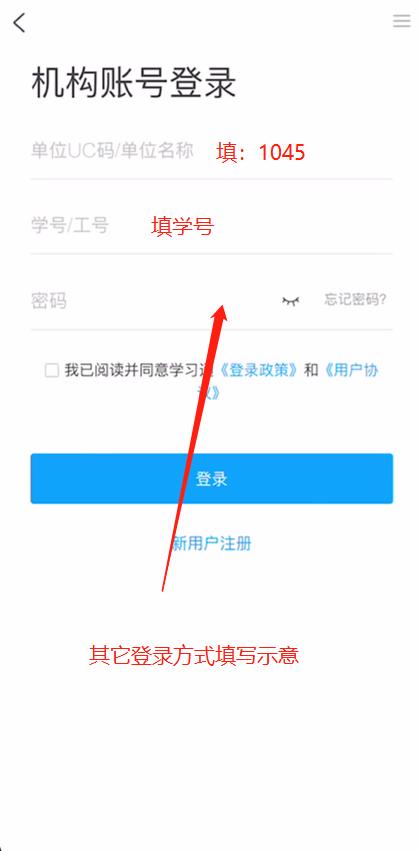 机构账号登录
单位UC码/单位名称 填：1045
学号/工号 填学号
密码 忘记密码?
我已阅读并同意学习通《登录政策》和《用户协
议》
登录
新用户注册
其它登录方式填写示意